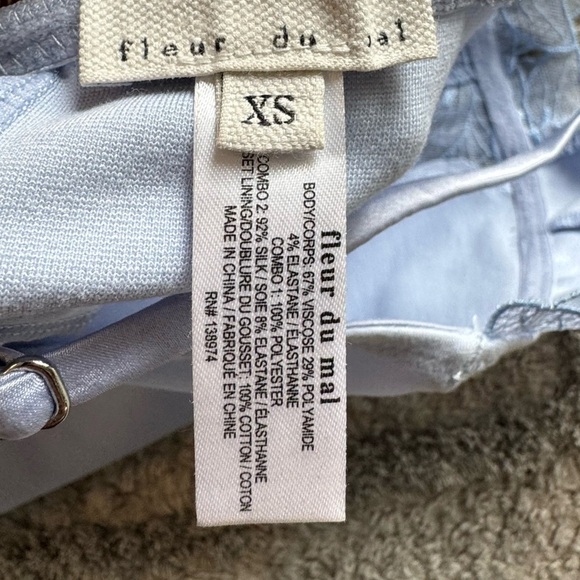 fleur du mal
XS
fleur du mal
BODY/CORPS: 67% VISCOSE 29% POLYAMIDE
4% ELASTANE / ELASTHANNE
COMBO 1: 100% POLYESTER
COMBO 2: 92% SILK / SOIE 8% ELASTANE / ELASTHANNE
SET LINING/DOUBLURE DU GOUSSET: 100% COTTON / COTON
MADE IN CHINA / FABRIQUE EN CHINE
RN# 138974